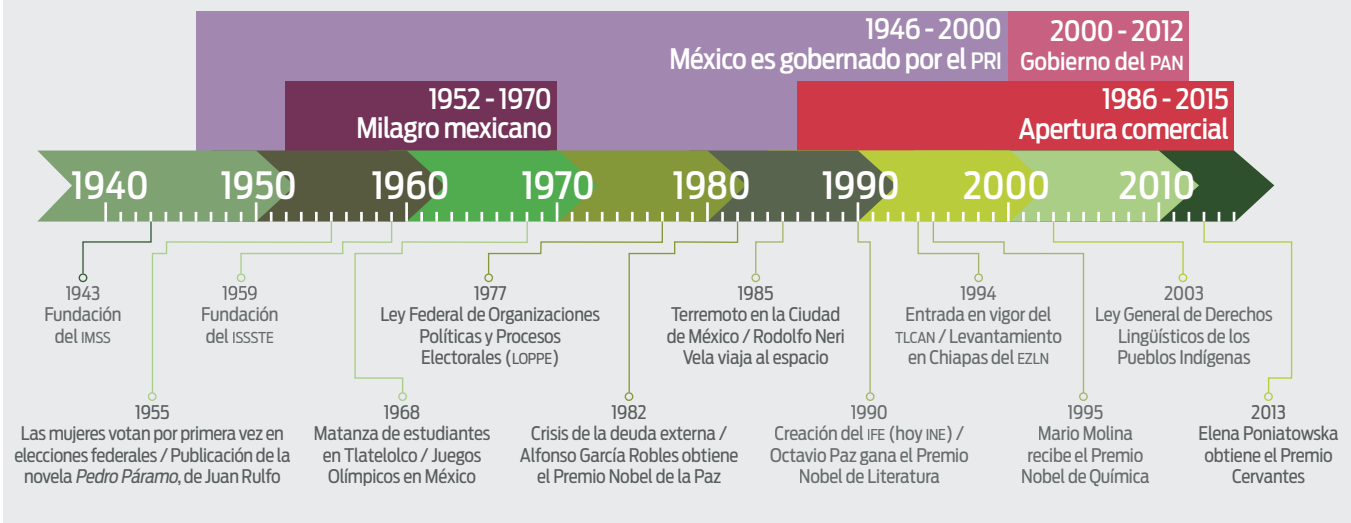 1946 - 2000
México es gobernado por el PRI
2000 - 2012
Gobierno del PAN
1952 - 1970
Milagro mexicano
1986 - 2015
Apertura comercial
1940 1950 1960 1970 1980 1990 2000 2010
1943
Fundación
del IMSS
1959
Fundación
del ISSSTE
1977
Ley Federal de Organizaciones
Políticas y Procesos
Electorales (LOPPE)
1985
Terremoto en la Ciudad
de México / Rodolfo Neri
Vela viaja al espacio
1994
Entrada en vigor del
TLCAN / Levantamiento
en Chiapas del EZLN
2003
Ley General de Derechos
Lingüísticos de los
Pueblos Indígenas
1955
Las mujeres votan por primera vez en
elecciones federales / Publicación de la
novela Pedro Páramo, de Juan Rulfo
1968
Matanza de estudiantes
en Tlatelolco / Juegos
Olímpicos en México
1982
Crisis de la deuda externa /
Alfonso García Robles obtiene
el Premio Nobel de la Paz
1990
Creación del IFE (hoy INE) /
Octavio Paz gana el Premio
Nobel de Literatura
1995
Mario Molina
recibe el Premio
Nobel de Química
2013
Elena Poniatowska
obtiene el Premio
Cervantes